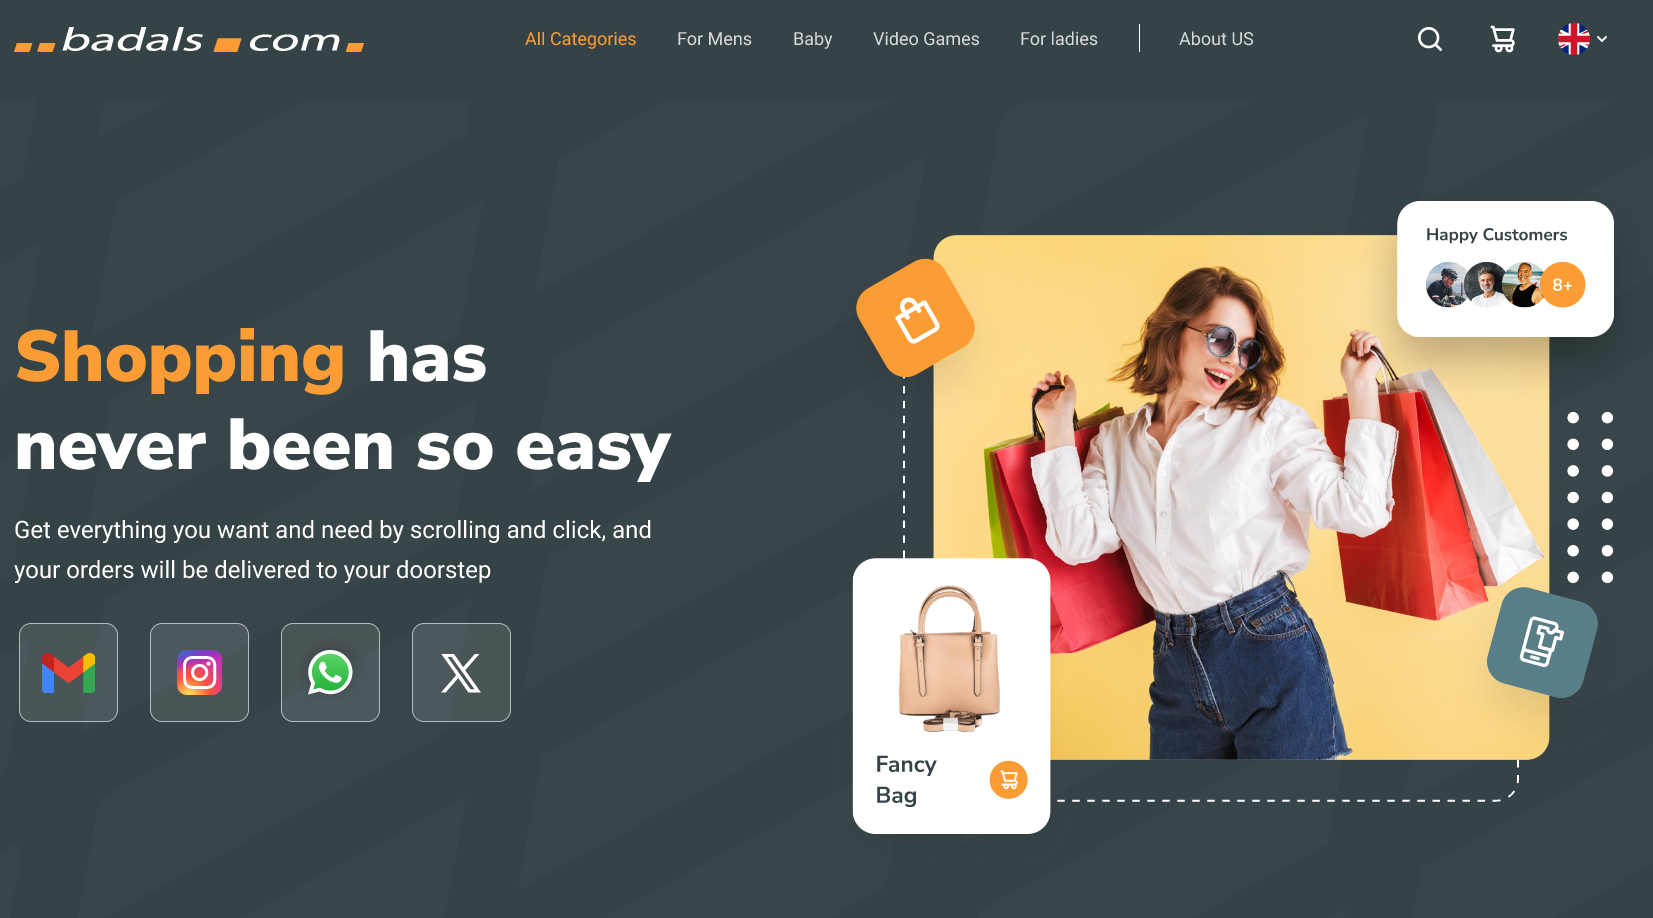 badals com
All Categories
For Mens
Baby
Video Games
For ladies
About US
Happy Customers
8+
Shopping has
never been so easy
Get everything you want and need by scrolling and click, and
your orders will be delivered to your doorstep
Fancy
Bag